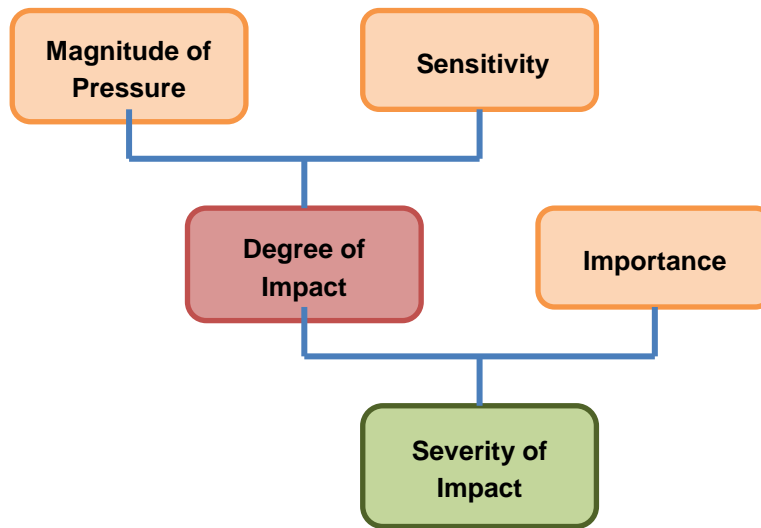 Magnitude of
Pressure
Sensitivity
Degree of
Impact
Importance
Severity of
Impact